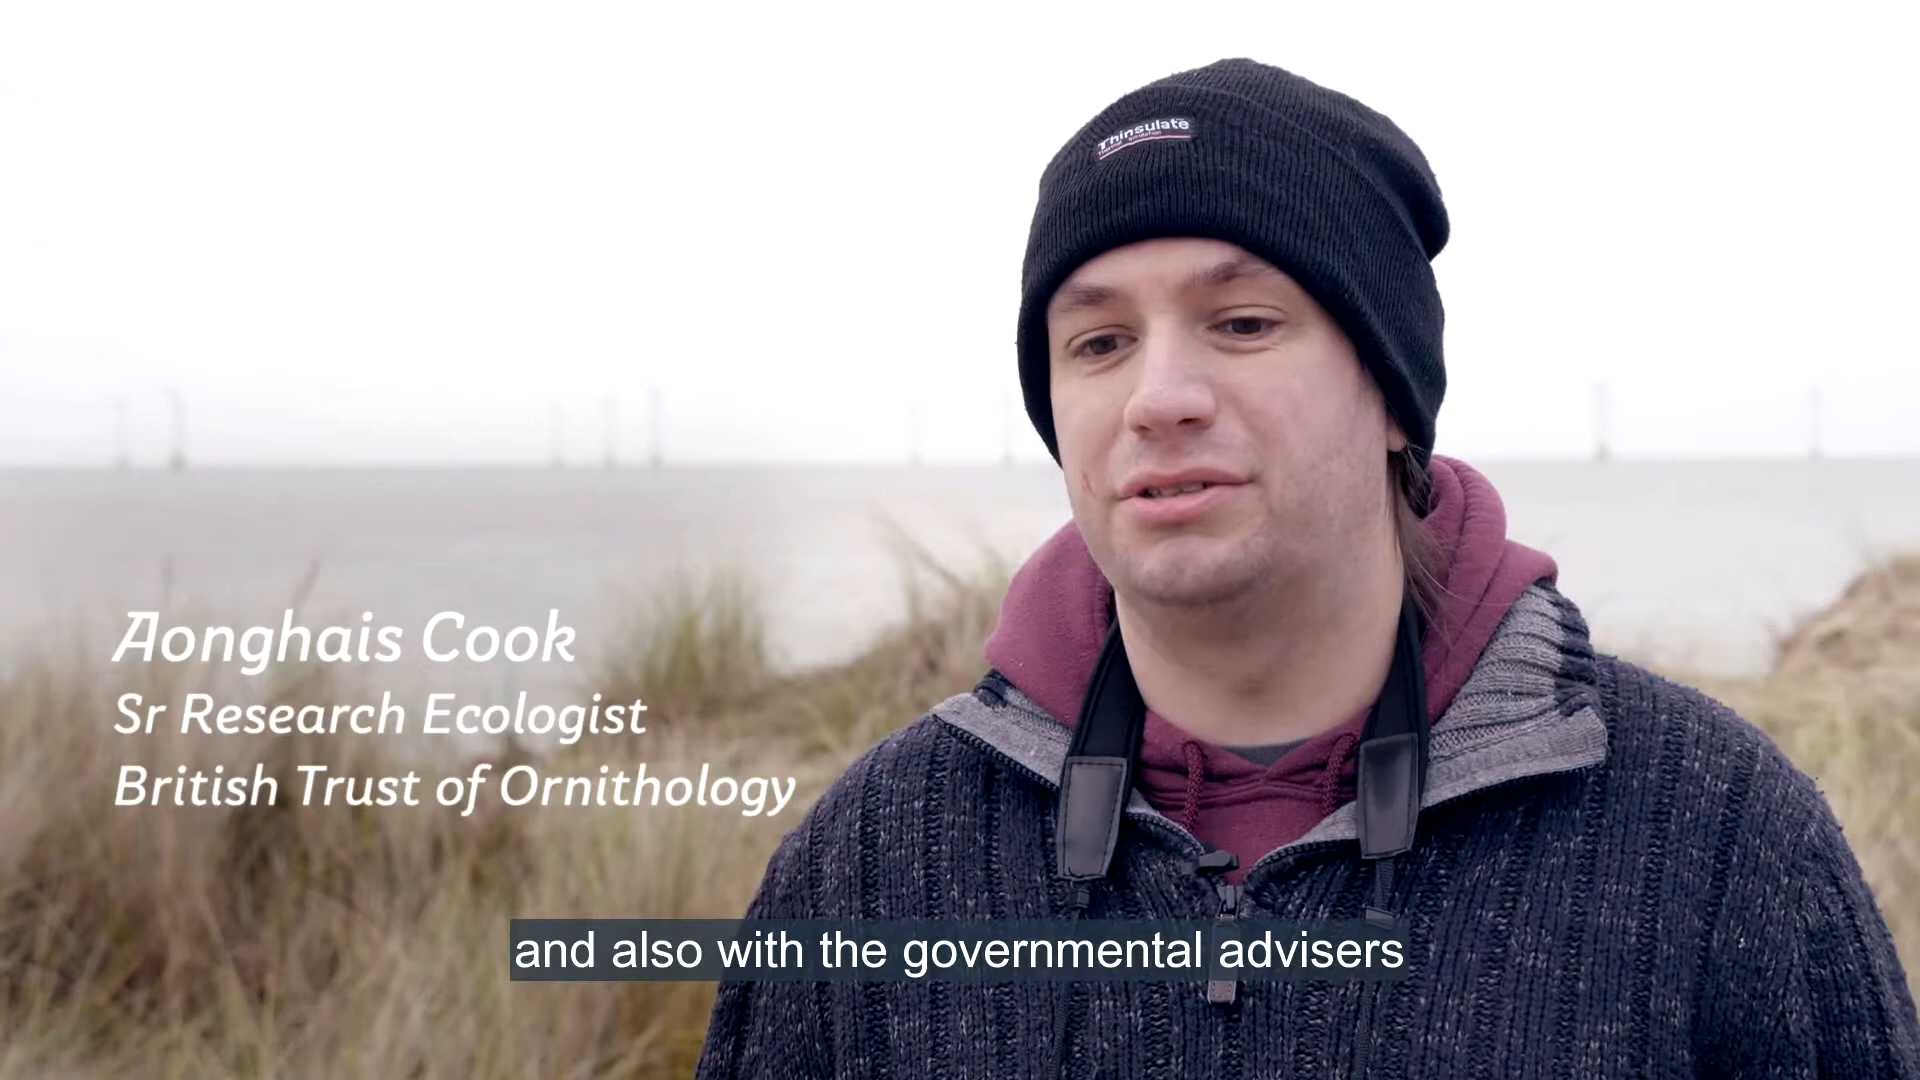 Thinsulate
Aonghais Cook
Sr Research Ecologist
British Trust of Ornithology
and also with the governmental advisers